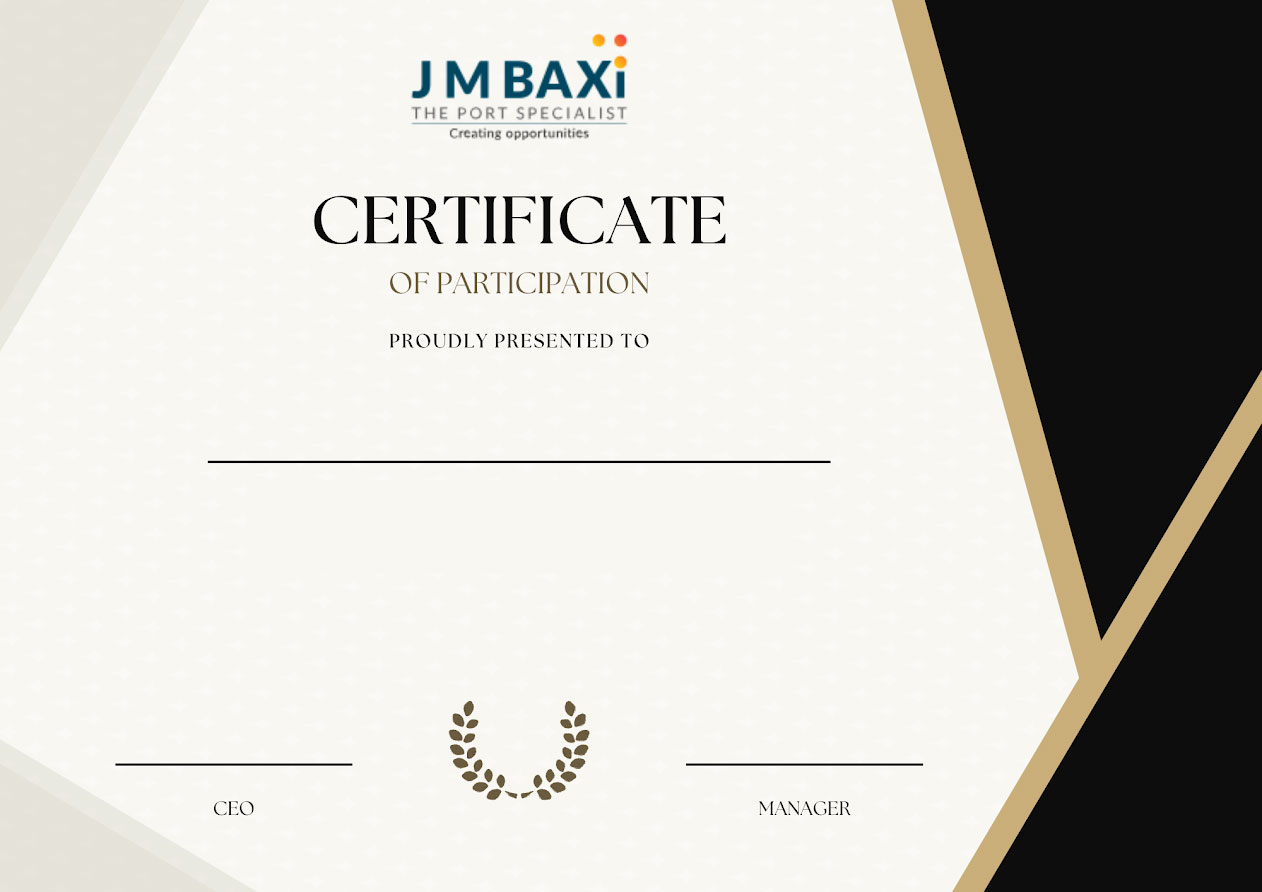 J M BAXi
THE PORT SPECIALIST
Creating opportunities
CERTIFICATE
OF PARTICIPATION
PROUDLY PRESENTED TO
CEO
MANAGER